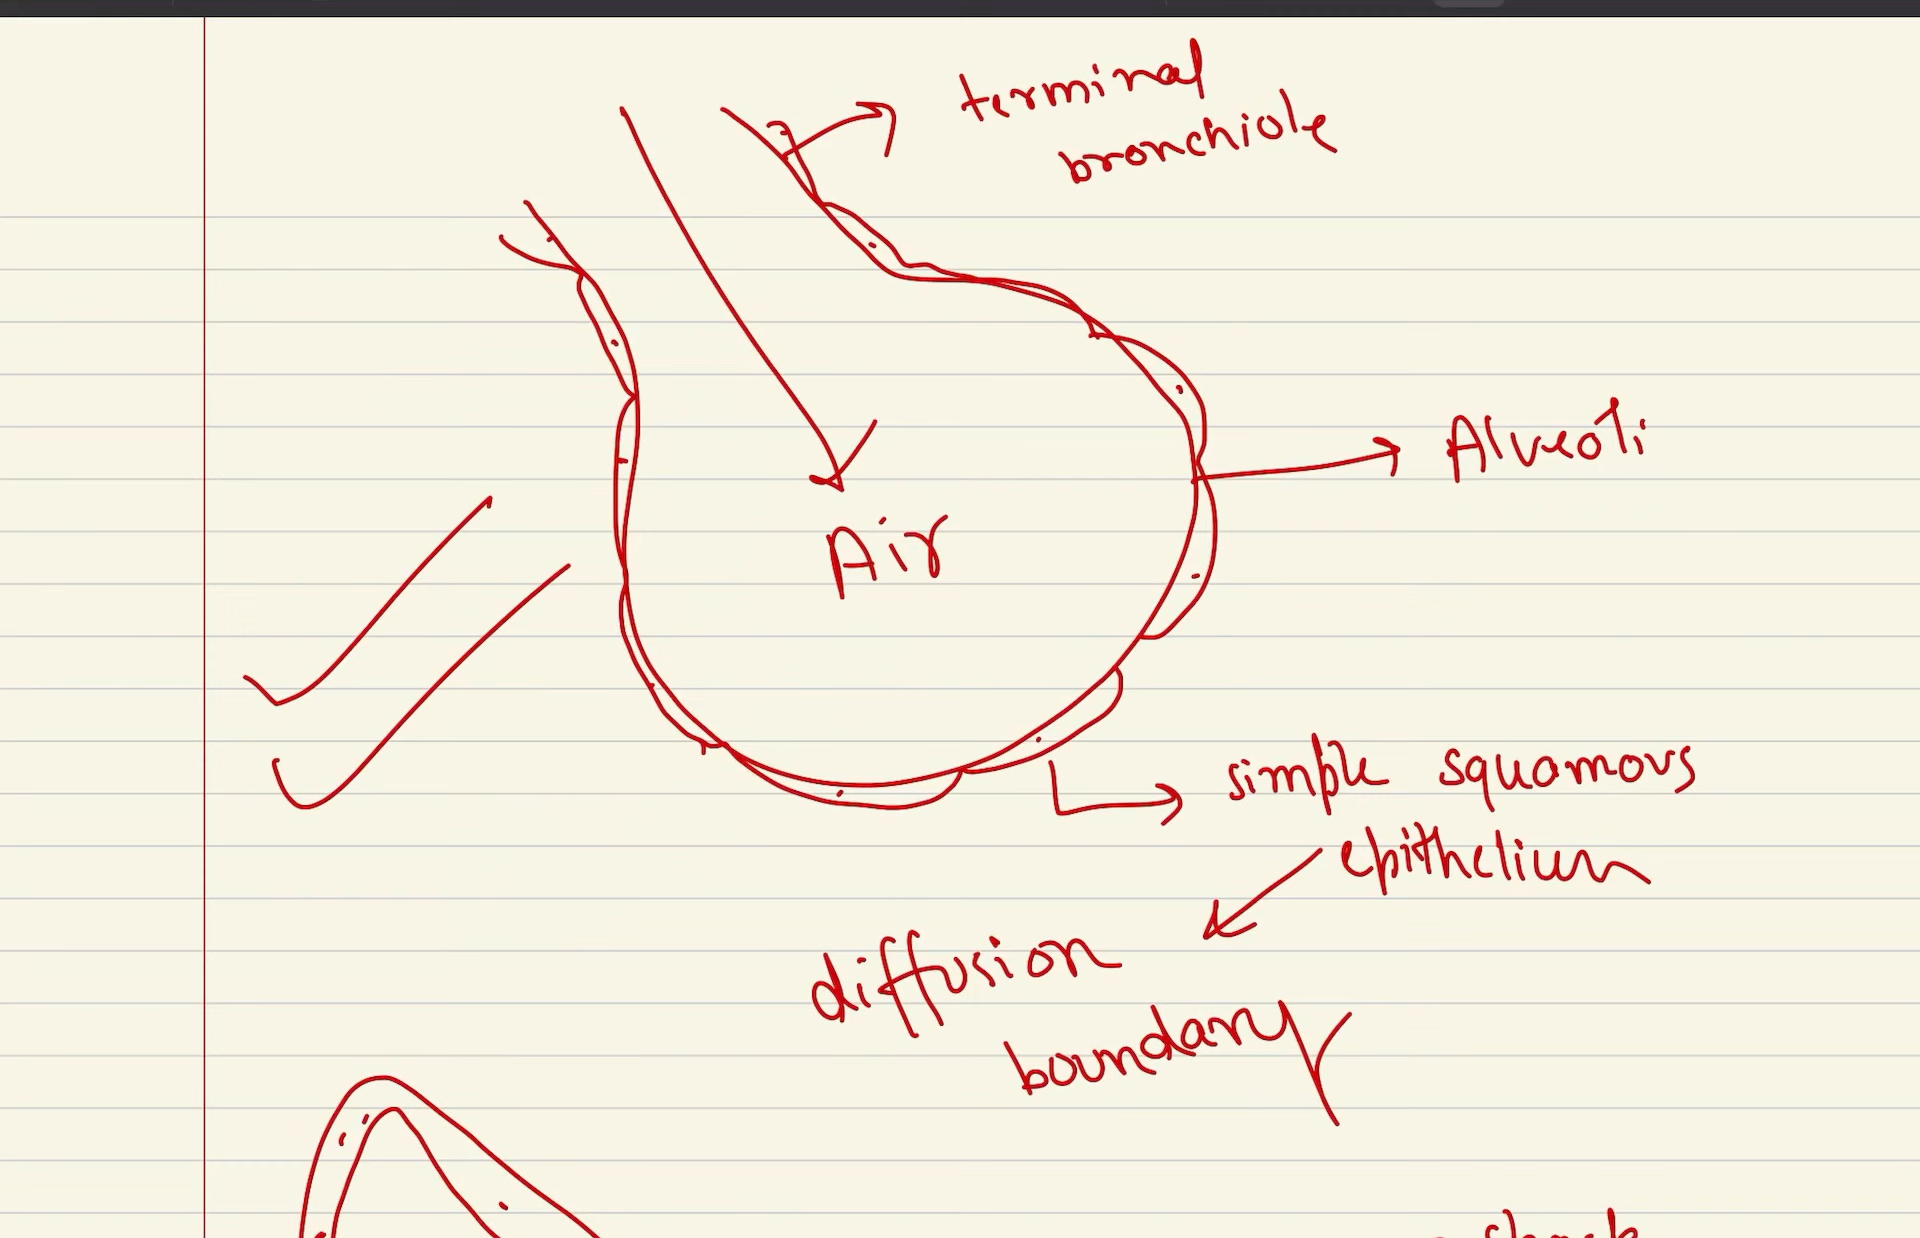 terminal
bronchiole
Alveoli
Air
simple squamous
epithelium
diffusion
boundary